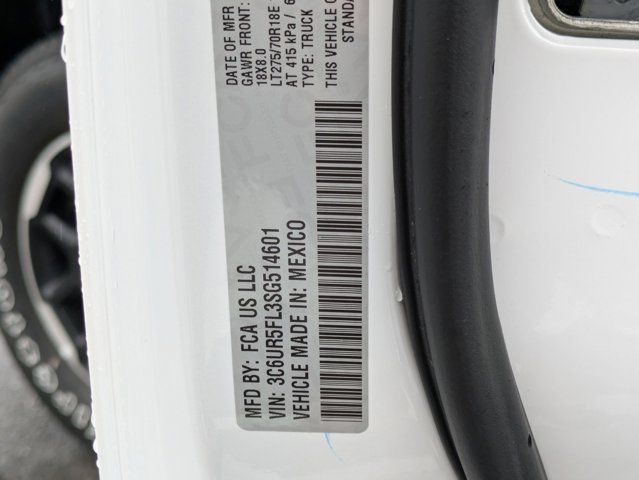 DATE OF MFR
GAWR FRONT:
18X8.0
LT275/70R18E
AT 415 kPa /
TYPE: TRUCK
THIS VEHICLE
STANDA
MFD BY: FCA US LLC
VIN: 3C6UR5FL3SG514601
VEHICLE MADE IN: MEXICO